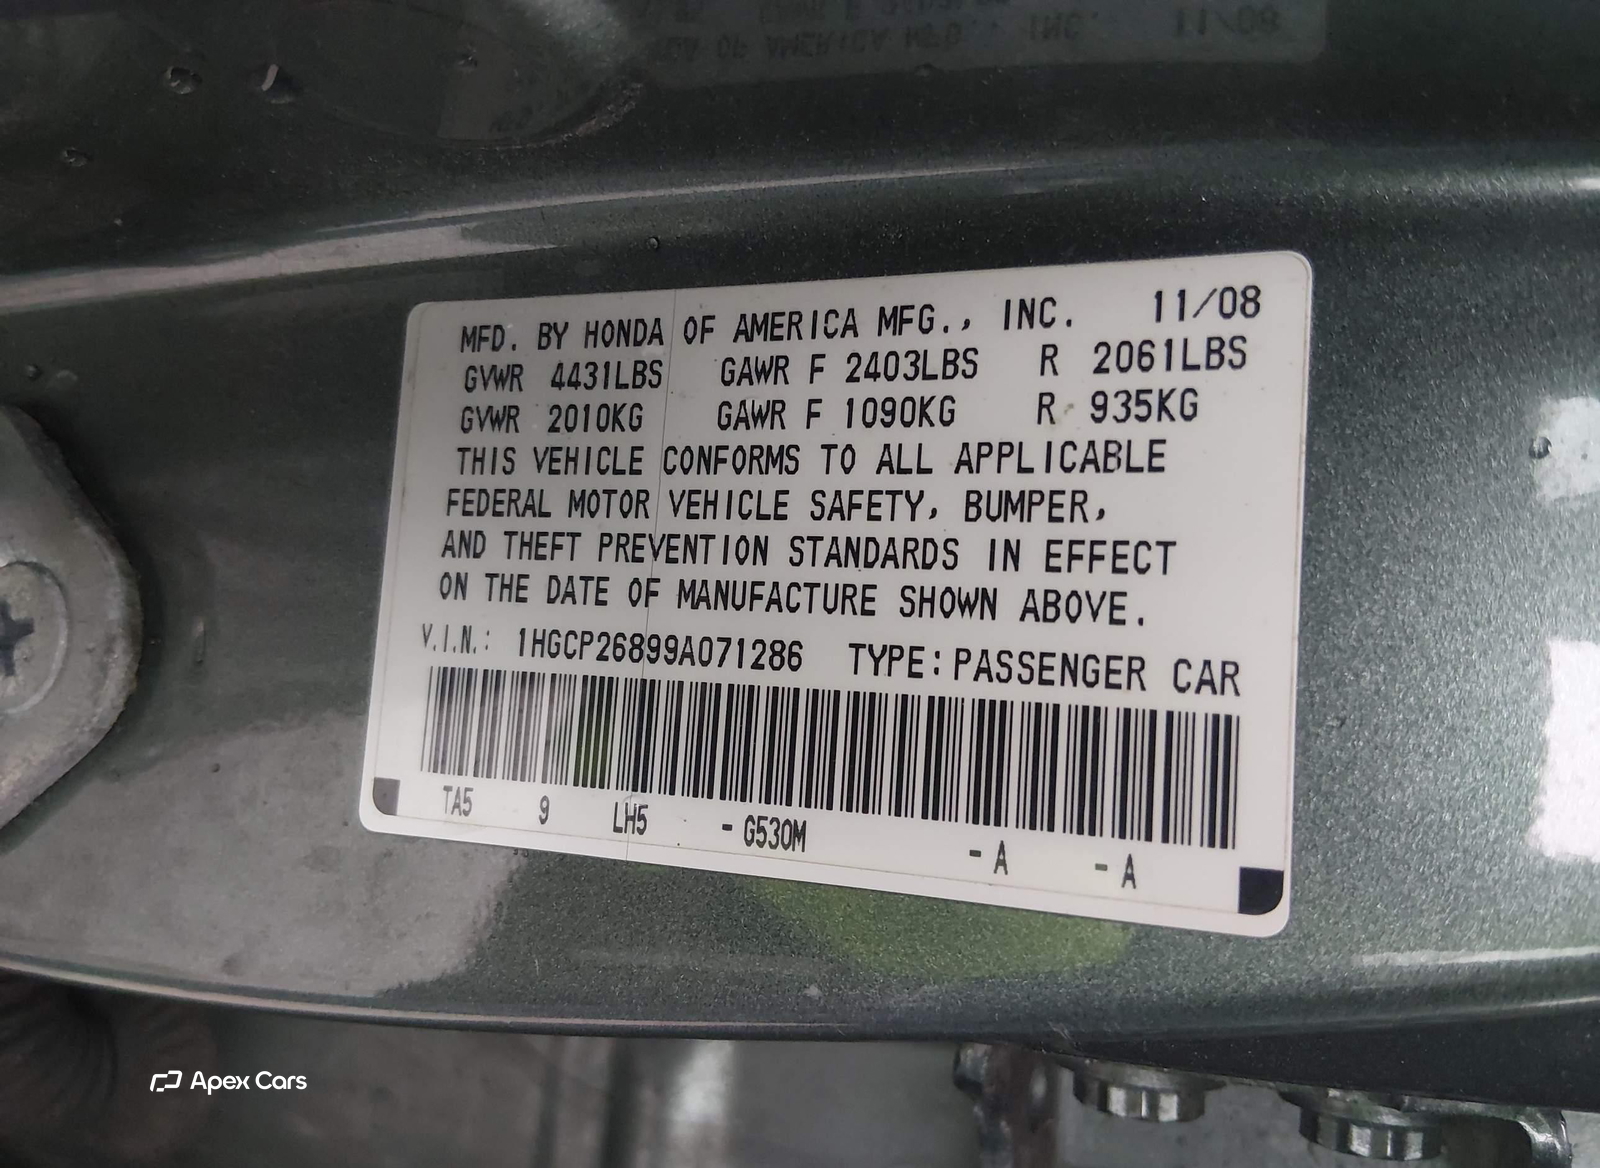 MFD. BY HONDA OF AMERICA MFG., INC. 11/08
GVWR 4431LBS GAWR F 2403LBS R 2061LBS
GVWR 2010KG GAWR F 1090KG R 935KG
THIS VEHICLE CONFORMS TO ALL APPLICABLE
FEDERAL MOTOR VEHICLE SAFETY, BUMPER,
AND THEFT PREVENTION STANDARDS IN EFFECT
ON THE DATE OF MANUFACTURE SHOWN ABOVE.
V.I.N.: 1HGCP26899A071286 TYPE: PASSENGER CAR
TA5 9 LH5 - G530M - A - A
Apex Cars